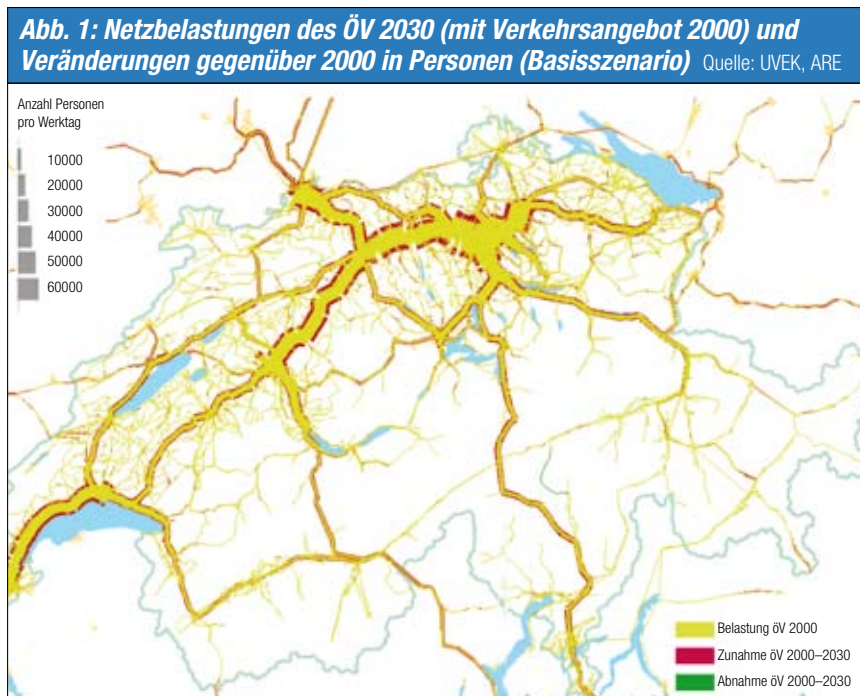 Abb. 1: Netzbelastungen des ÖV 2030 (mit Verkehrsangebot 2000) und
Veränderungen gegenüber 2000 in Personen (Basisszenario) Quelle: UVEK, ARE
Anzahl Personen
pro Werktag
10000
20000
30000
40000
50000
60000
Belastung öV 2000
Zunahme öV 2000–2030
Abnahme öV 2000–2030